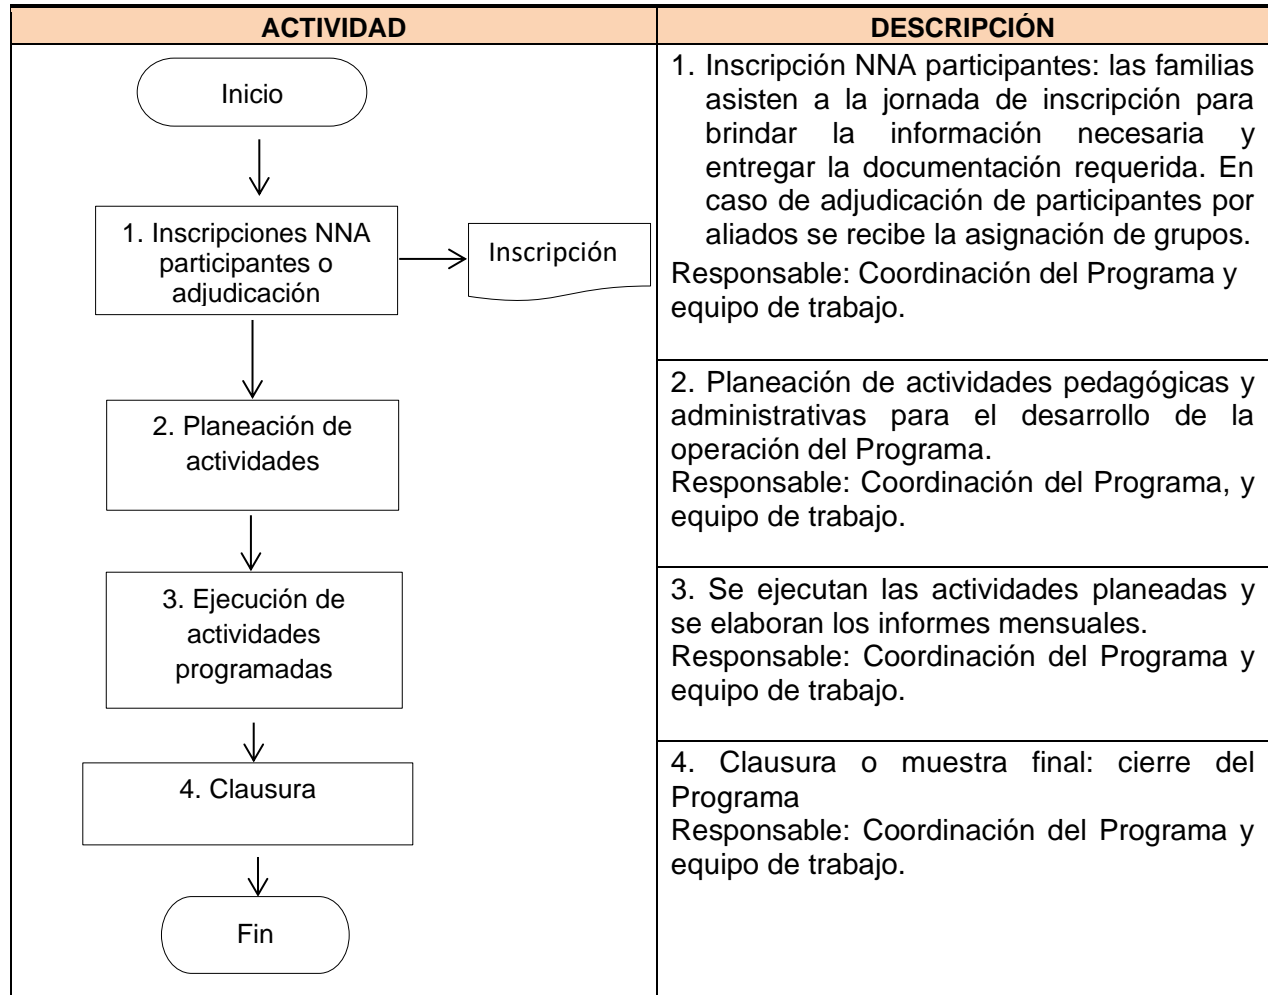 ACTIVIDAD
DESCRIPCIÓN
Inicio
1. Inscripciones NNA
participantes o
adjudicación
Inscripción
2. Planeación de
actividades
3. Ejecución de
actividades
programadas
4. Clausura
Fin
1. Inscripción NNA participantes: las familias
asisten a la jornada de inscripción para
brindar la información necesaria y
entregar la documentación requerida. En
caso de adjudicación de participantes por
aliados se recibe la asignación de grupos.
Responsable: Coordinación del Programa y
equipo de trabajo.
2. Planeación de actividades pedagógicas y
administrativas para el desarrollo de la
operación del Programa.
Responsable: Coordinación del Programa, y
equipo de trabajo.
3. Se ejecutan las actividades planeadas y
se elaboran los informes mensuales.
Responsable: Coordinación del Programa y
equipo de trabajo.
4. Clausura o muestra final: cierre del
Programa
Responsable: Coordinación del Programa y
equipo de trabajo.